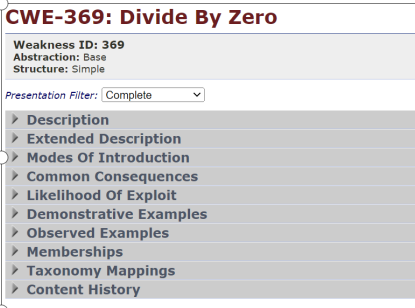 CWE-369: Divide By Zero
Weakness ID: 369
Abstraction: Base
Structure: Simple
Presentation Filter: Complete
Description
Extended Description
Modes Of Introduction
Common Consequences
Likelihood Of Exploit
Demonstrative Examples
Observed Examples
Memberships
Taxonomy Mappings
Content History